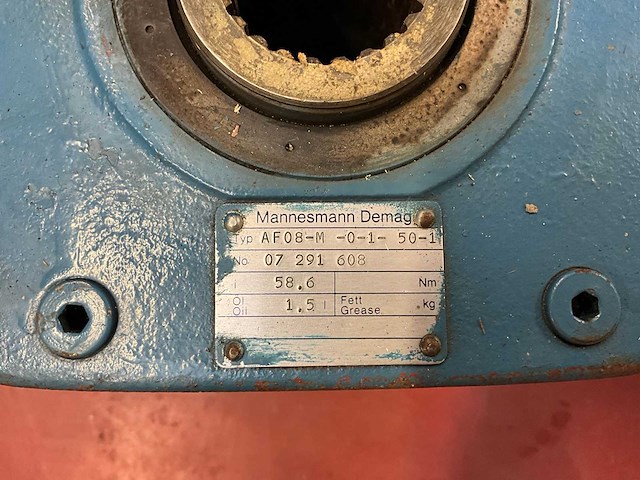 Mannesmann Demag
Typ AF08-M -0-1- 50-1
No. 07 291 608
i 58.6 Nm
Öl
Oil 1.5 l Fett
Grease kg